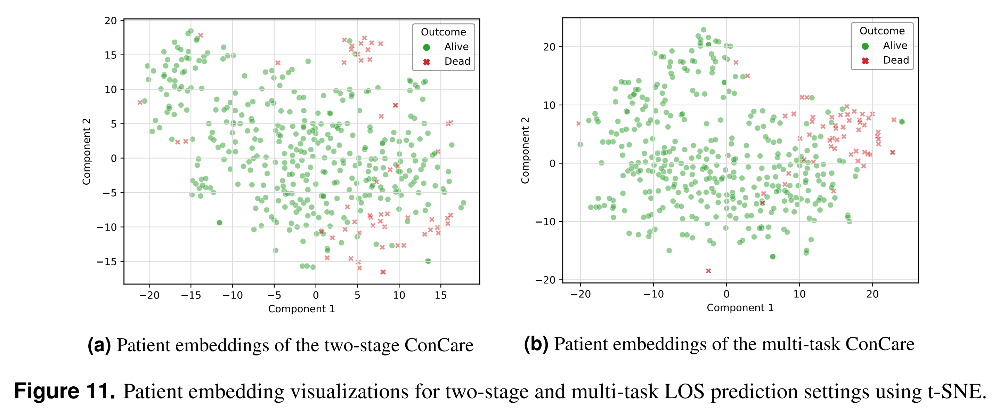 20
15
10
5
0
−5
−10
−15
−20
−15
−10
−5
0
5
10
15
Component 2
Component 1
Outcome
Alive
Dead
20
10
0
−10
−20
−20
−10
0
10
20
Component 2
Component 1
Outcome
Alive
Dead
(a) Patient embeddings of the two-stage ConCare
(b) Patient embeddings of the multi-task ConCare
Figure 11. Patient embedding visualizations for two-stage and multi-task LOS prediction settings using t-SNE.